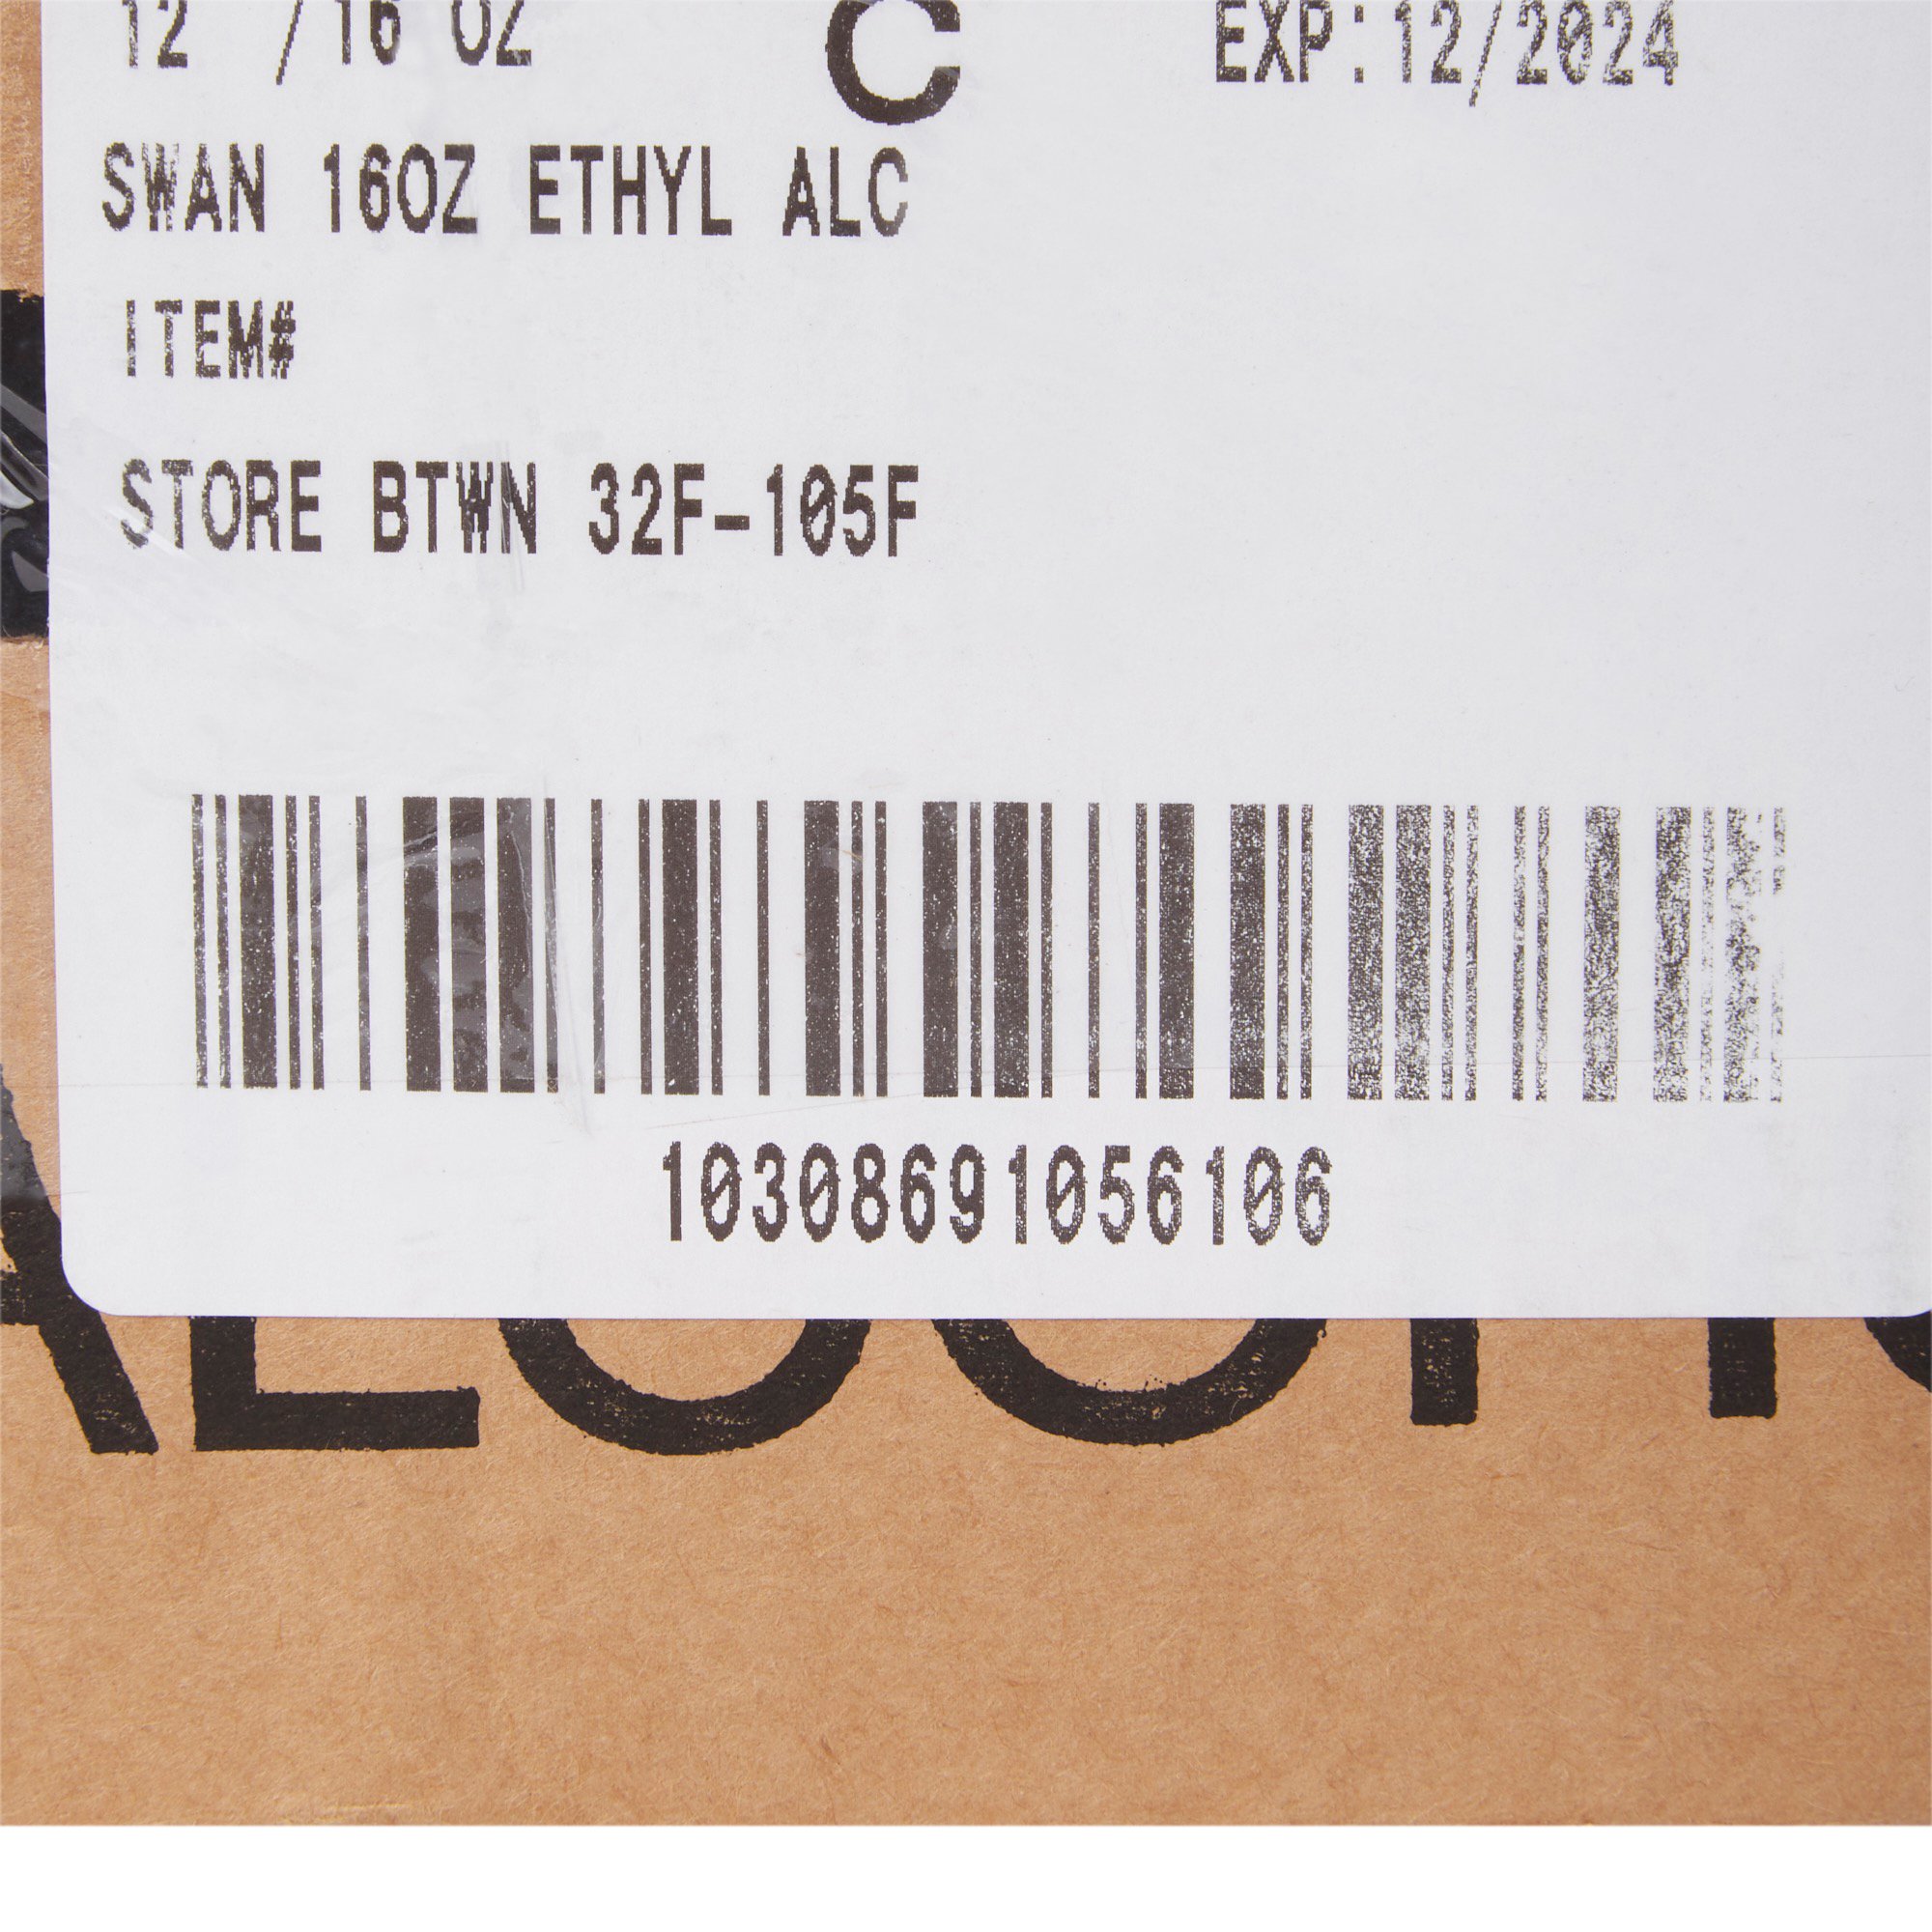 12 /16 OZ
C
EXP:12/2024
SWAN 16OZ ETHYL ALC
ITEM#
STORE BTWN 32F-105F
10308691056106